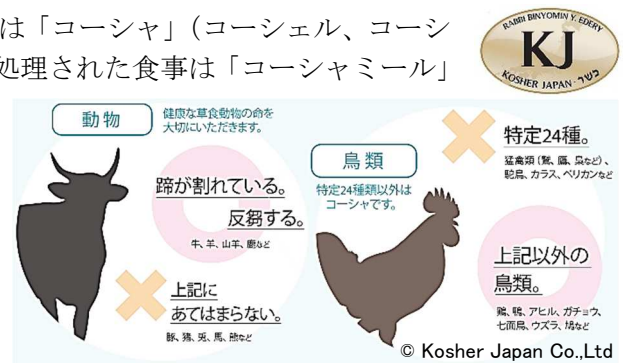 は「コーシャ」(コーシェル、コーシ
処理された食事は「コーシャミール」
RABBI BINYOMIN Y. EDERY
KJ
KOSHER JAPAN・כשר
動物
健康な草食動物の命を
大切にいただきます。
蹄が割れている。
反芻する。
牛、羊、山羊、鹿など
上記に
あてはまらない。
豚、猪、兎、馬、熊など
鳥類
特定24種類以外は
コーシャです。
特定24種。
猛禽類(鷲、鷹、梟など)、
駝鳥、カラス、ペリカンなど
上記以外の
鳥類。
鶏、鴨、アヒル、ガチョウ、
七面鳥、ウズラ、鳩など
© Kosher Japan Co.,Ltd